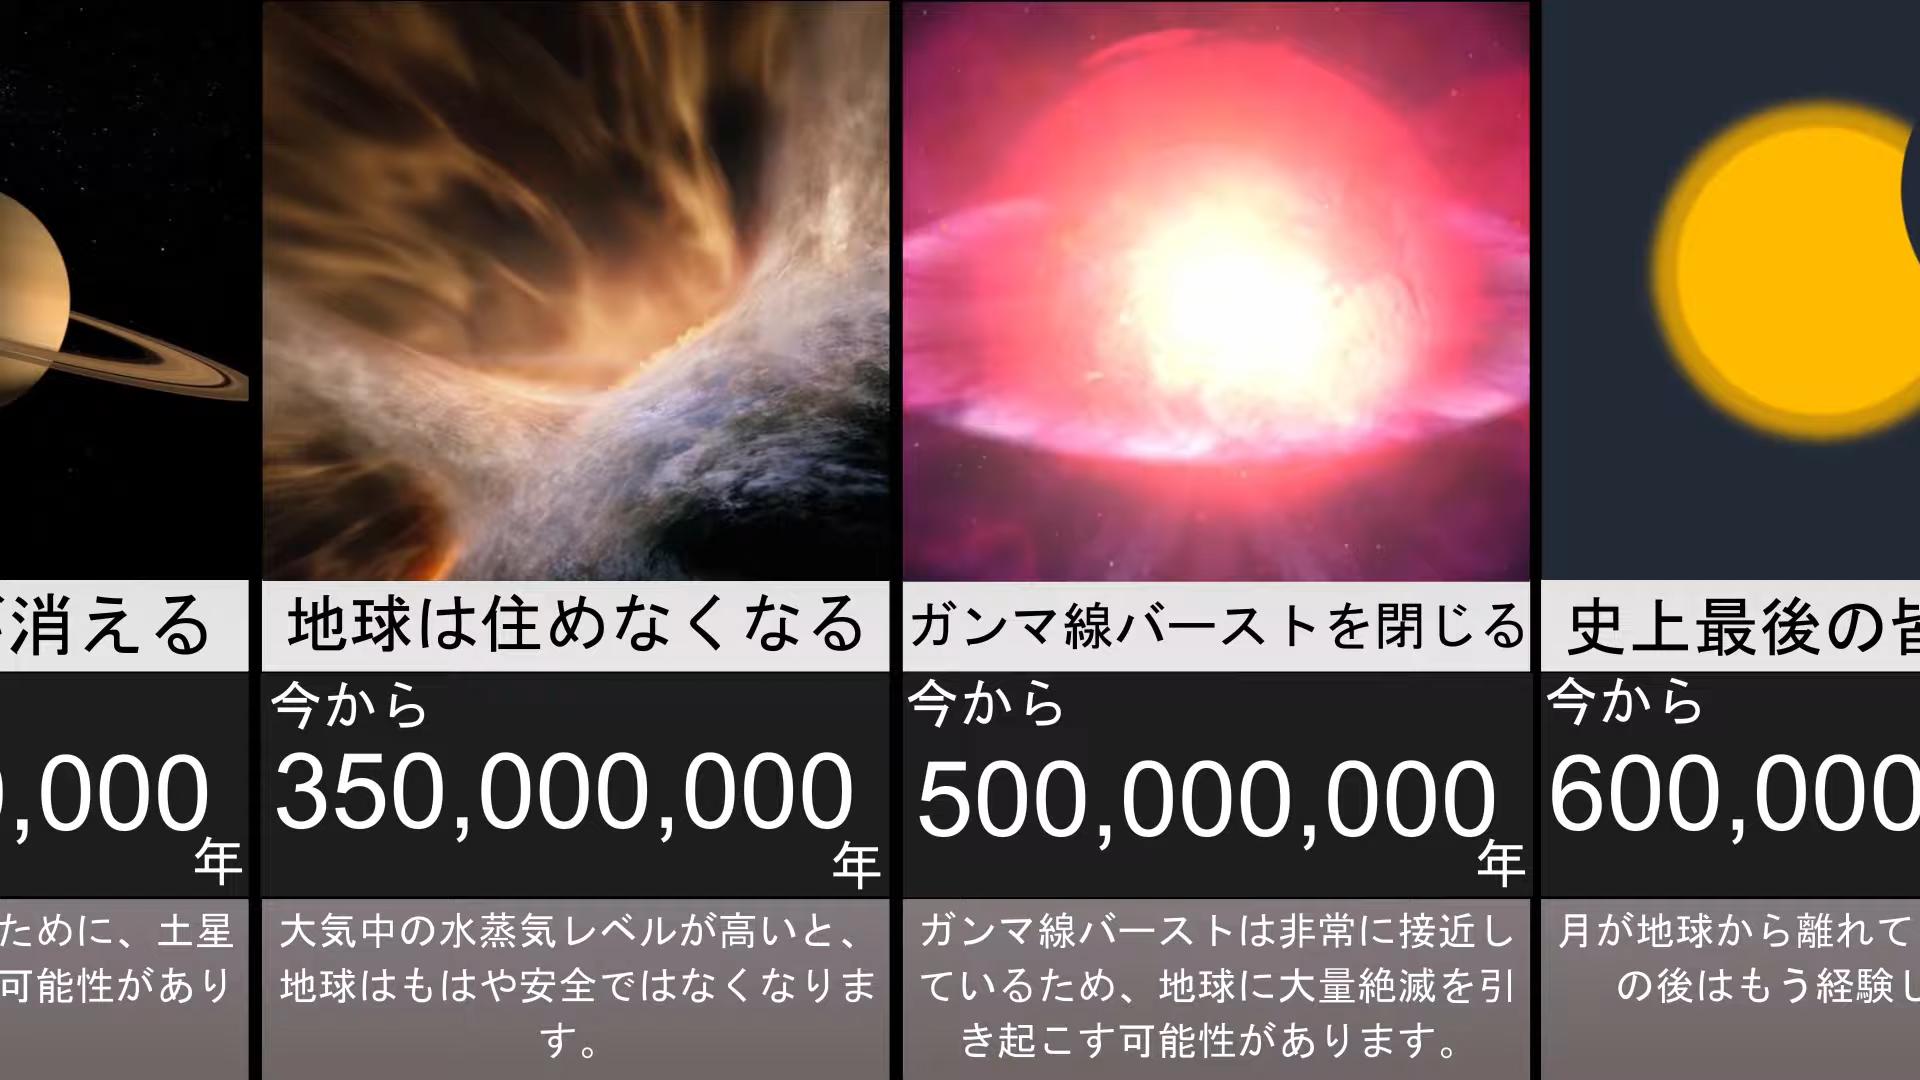 消える
,000
年
ために、土星
可能性があり
地球は住めなくなる
今から
350,000,000
年
大気中の水蒸気レベルが高いと、
地球はもはや安全ではなくなりま
す。
ガンマ線バーストを閉じる
今から
500,000,000
年
ガンマ線バーストは非常に接近し
ているため、地球に大量絶滅を引
き起こす可能性があります。
史上最後の皆
今から
600,000
月が地球から離れて
の後はもう経験し